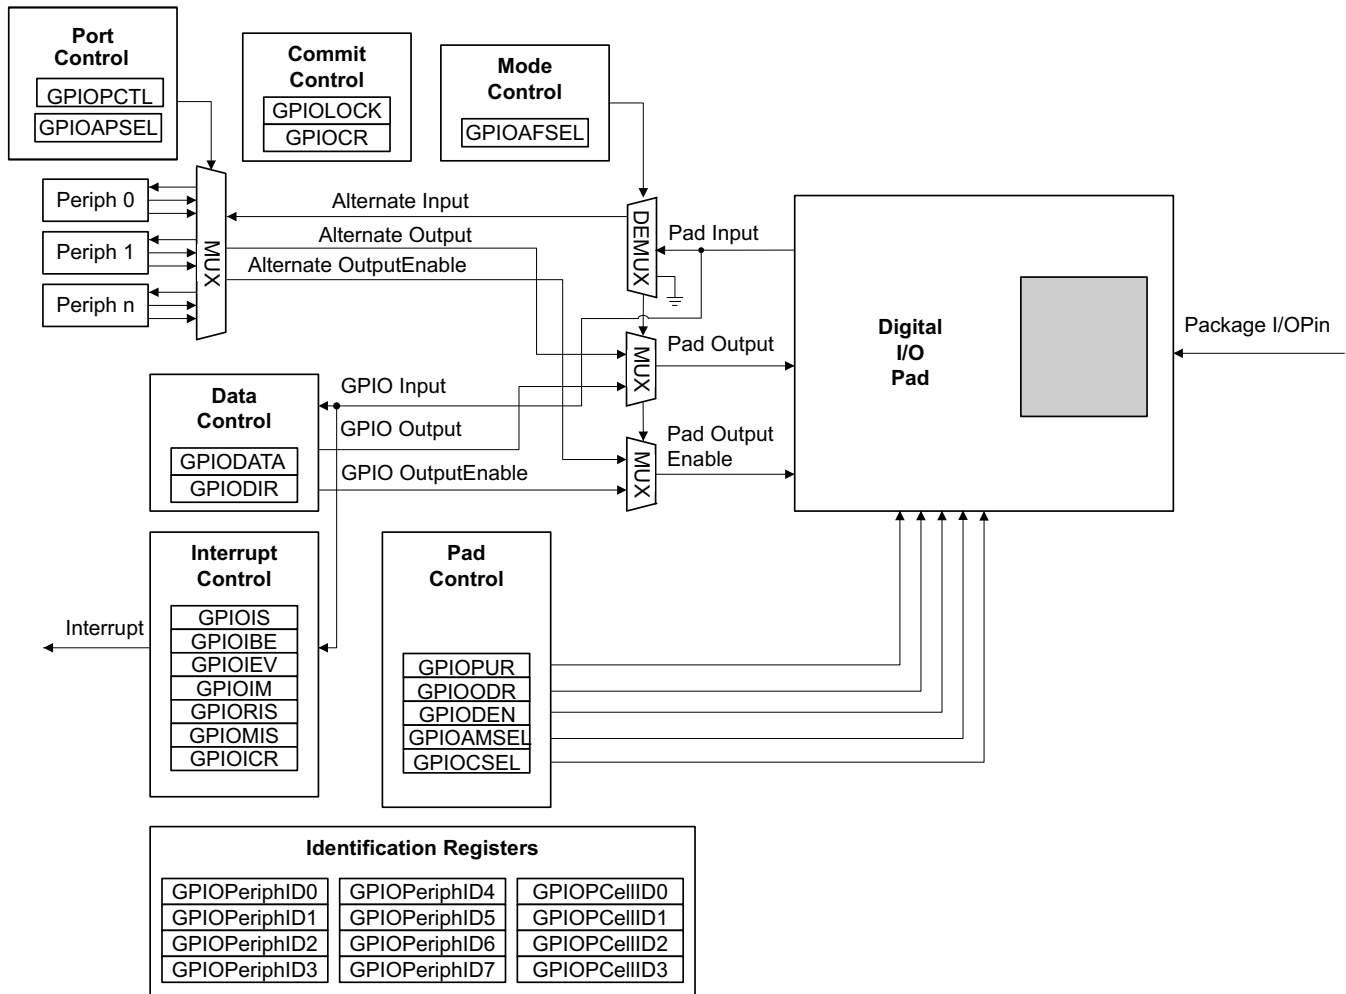 Port
Control
GPIOPCTL
GPIOAPSEL
Commit
Control
GPIOLOCK
GPIOCR
Mode
Control
GPIOAFSEL
Periph 0
Periph 1
Periph n
MUX
Alternate Input
Alternate Output
Alternate OutputEnable
DEMUX
Pad Input
MUX
Pad Output
MUX
Pad Output
Enable
Digital
I/O
Pad
Package I/OPin
Data
Control
GPIODATA
GPIODIR
GPIO Input
GPIO Output
GPIO OutputEnable
Interrupt
Interrupt
Control
GPIOIS
GPIOIBE
GPIOIEV
GPIOIM
GPIORIS
GPIOMIS
GPIOICR
Pad
Control
GPIOPUR
GPIOODR
GPIODEN
GPIOAMSEL
GPIOCSEL
Identification Registers
GPIOPeriphID0
GPIOPeriphID1
GPIOPeriphID2
GPIOPeriphID3
GPIOPeriphID4
GPIOPeriphID5
GPIOPeriphID6
GPIOPeriphID7
GPIOPCellID0
GPIOPCellID1
GPIOPCellID2
GPIOPCellID3